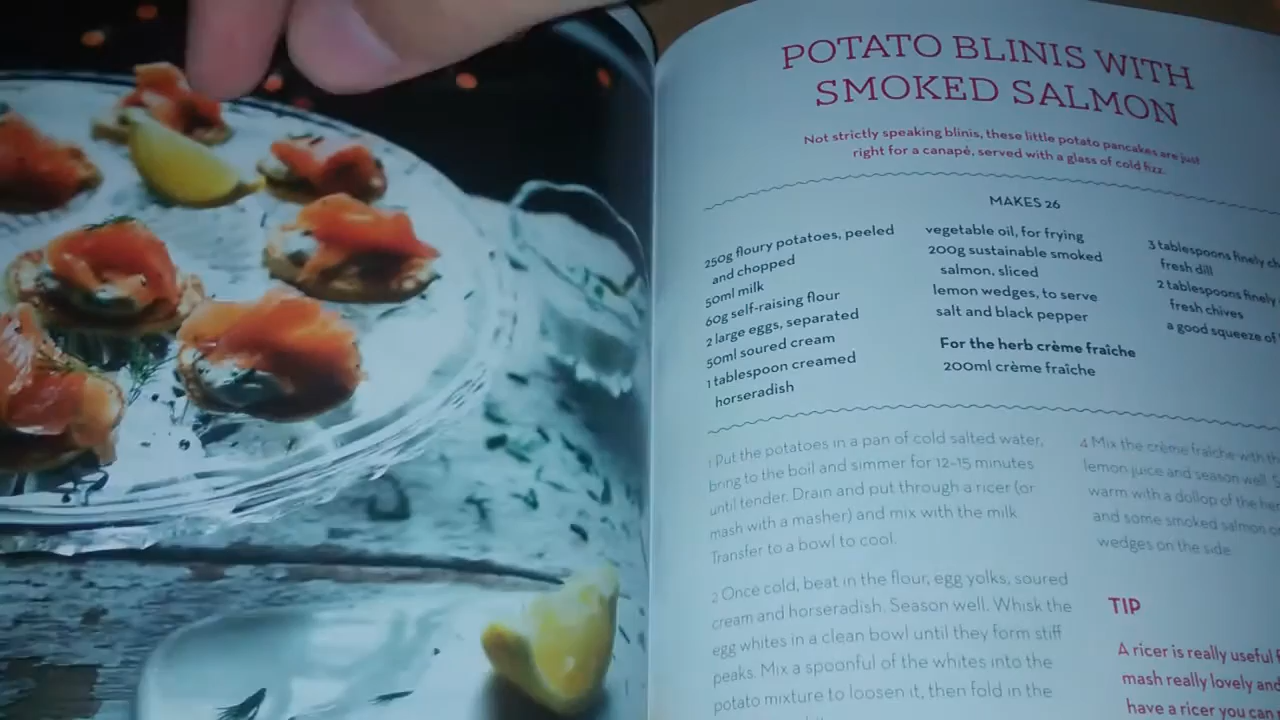 POTATO BLINIS WITH
SMOKED SALMON
Not strictly speaking blinis, these little potato pancakes are just
right for a canapé, served with a glass of cold fizz.
MAKES 26
250g floury potatoes, peeled
and chopped
50ml milk
60g self-raising flour
2 large eggs, separated
50ml soured cream
1 tablespoon creamed
horseradish
vegetable oil, for frying
200g sustainable smoked
salmon, sliced
lemon wedges, to serve
salt and black pepper
For the herb crème fraîche
200ml crème fraîche
3 tablespoons finely
fresh dill
2 tablespoons finely
fresh chives
a good squeeze of
1 Put the potatoes in a pan of cold salted water,
bring to the boil and simmer for 12-15 minutes
until tender. Drain and put through a ricer (or
mash with a masher) and mix with the milk
Transfer to a bowl to cool.
2 Once cold, beat in the flour, egg yolks, soured
cream and horseradish. Season well. Whisk the
egg whites in a clean bowl until they form stiff
peaks. Mix a spoonful of the whites into the
potato mixture to loosen it, then fold in the
4 Mix the crème fraîche with
lemon juice and season well.
warm with a dollop of the
and some smoked salmon
wedges on the side
TIP
A ricer is really useful
mash really lovely and
have a ricer you can